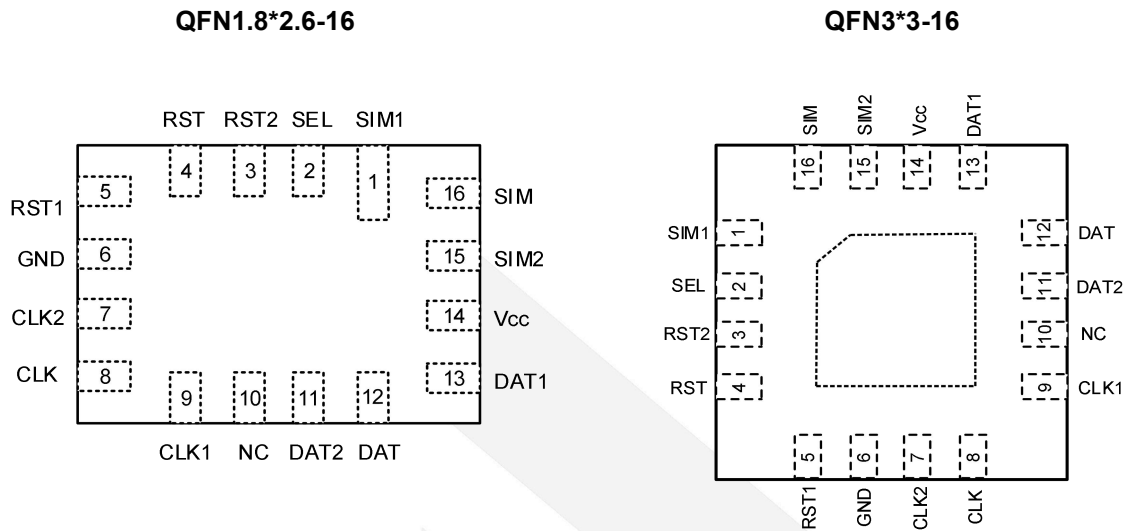 QFN1.8*2.6-16
RST RST2 SEL SIM1
4 3 2 1
5 16 SIM
RST1
GND 6 15 SIM2
CLK2 7 14 Vcc
CLK 8 13 DAT1
9 10 11 12
CLK1 NC DAT2 DAT
QFN3*3-16
SIM SIM2 Vcc DAT1
16 15 14 13
SIM1 1 12 DAT
SEL 2 11 DAT2
RST2 3 10 NC
RST 4 9 CLK1
5 6 7 8
RST1 GND CLK2 CLK